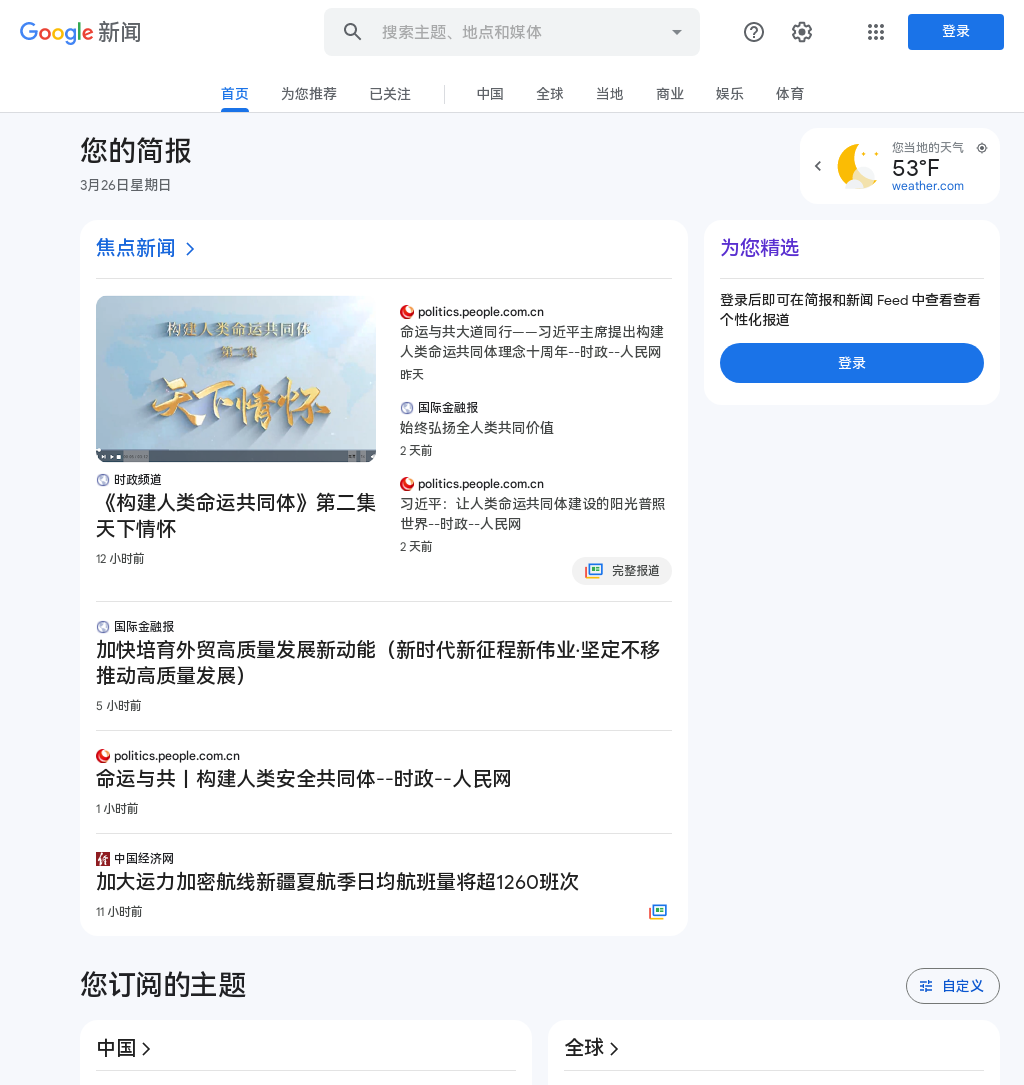 Google 新闻
搜索主题、地点和媒体
登录
首页
为您推荐
已关注
中国
全球
当地
商业
娱乐
体育
您的简报
3月26日星期日
您当地的天气
53°F
weather.com
焦点新闻
构建人类命运共同体
第二集
天下情怀
时政频道
《构建人类命运共同体》第二集
天下情怀
12 小时前
politics.people.com.cn
命运与共大道同行——习近平主席提出构建
人类命运共同体理念十周年--时政--人民网
昨天
国际金融报
始终弘扬全人类共同价值
2 天前
politics.people.com.cn
习近平：让人类命运共同体建设的阳光普照
世界--时政--人民网
2 天前
完整报道
国际金融报
加快培育外贸高质量发展新动能（新时代新征程新伟业·坚定不移
推动高质量发展）
5 小时前
politics.people.com.cn
命运与共丨构建人类安全共同体--时政--人民网
1 小时前
中国经济网
加大运力加密航线新疆夏航季日均航班量将超1260班次
11 小时前
为您精选
登录后即可在简报和新闻 Feed 中查看查看
个性化报道
登录
您订阅的主题
自定义
中国
全球